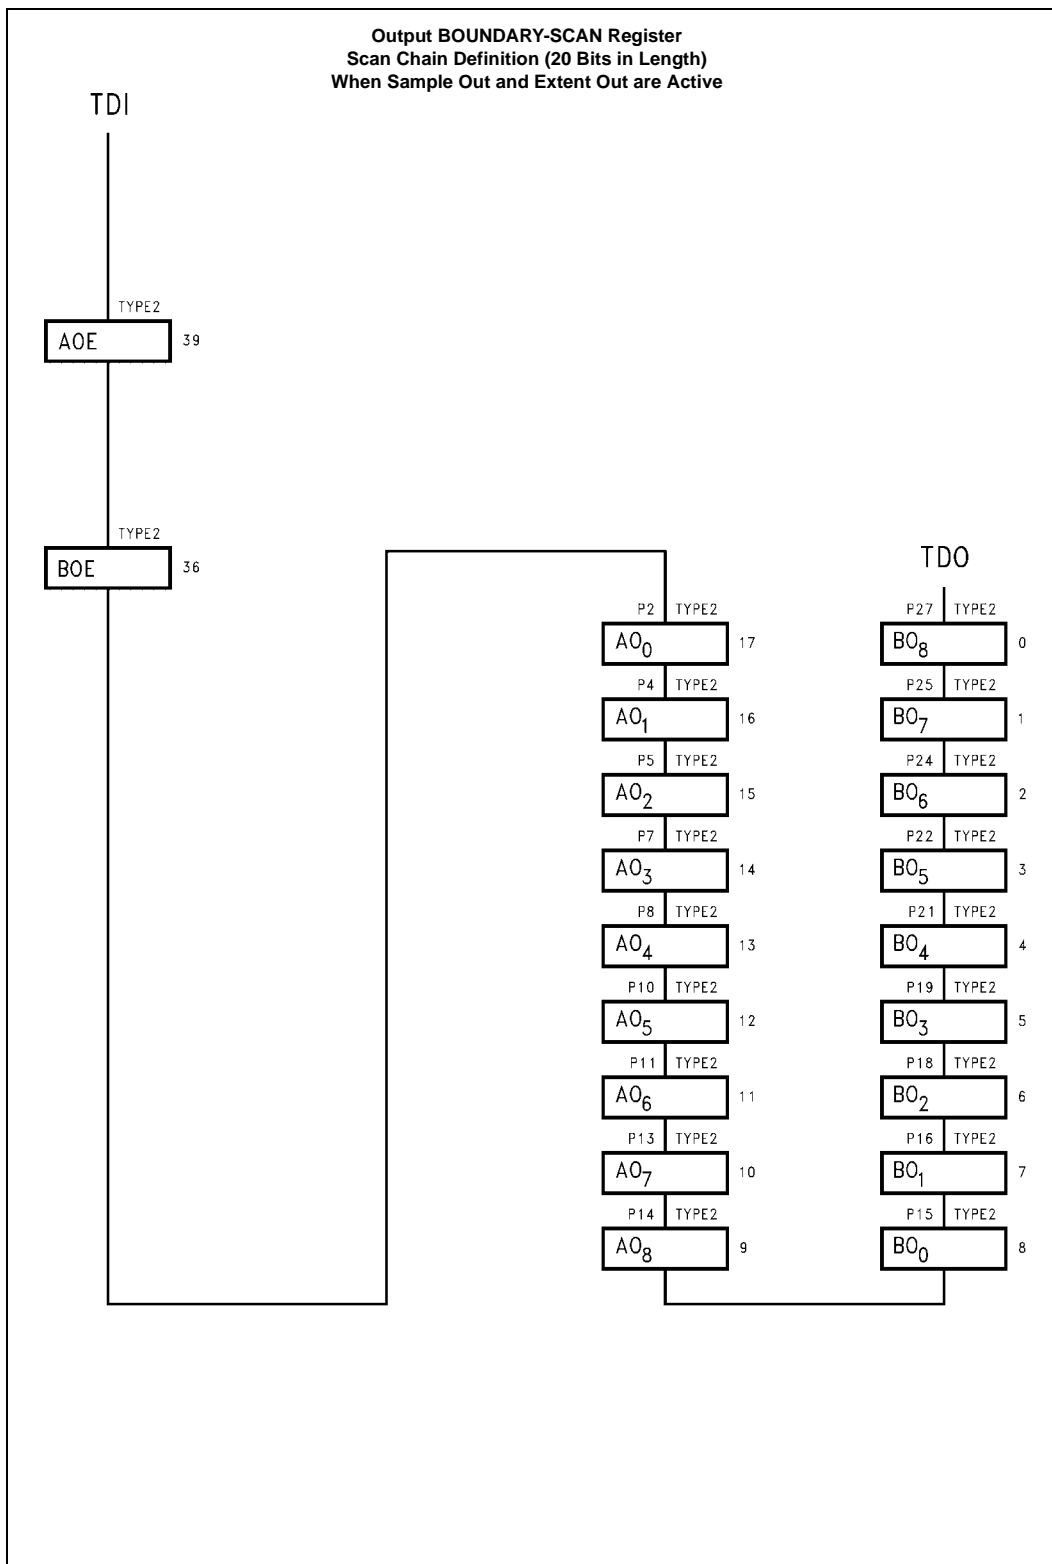 Output BOUNDARY-SCAN Register
Scan Chain Definition (20 Bits in Length)
When Sample Out and Extent Out are Active
TDI
TYPE2
AOE 39
TYPE2
BOE 36
TDO
P2 TYPE2 P27 TYPE2
AO0 17 BO8 0
P4 TYPE2 P25 TYPE2
AO1 16 BO7 1
P5 TYPE2 P24 TYPE2
AO2 15 BO6 2
P7 TYPE2 P22 TYPE2
AO3 14 BO5 3
P8 TYPE2 P21 TYPE2
AO4 13 BO4 4
P10 TYPE2 P19 TYPE2
AO5 12 BO3 5
P11 TYPE2 P18 TYPE2
AO6 11 BO2 6
P13 TYPE2 P16 TYPE2
AO7 10 BO1 7
P14 TYPE2 P15 TYPE2
AO8 9 BO0 8